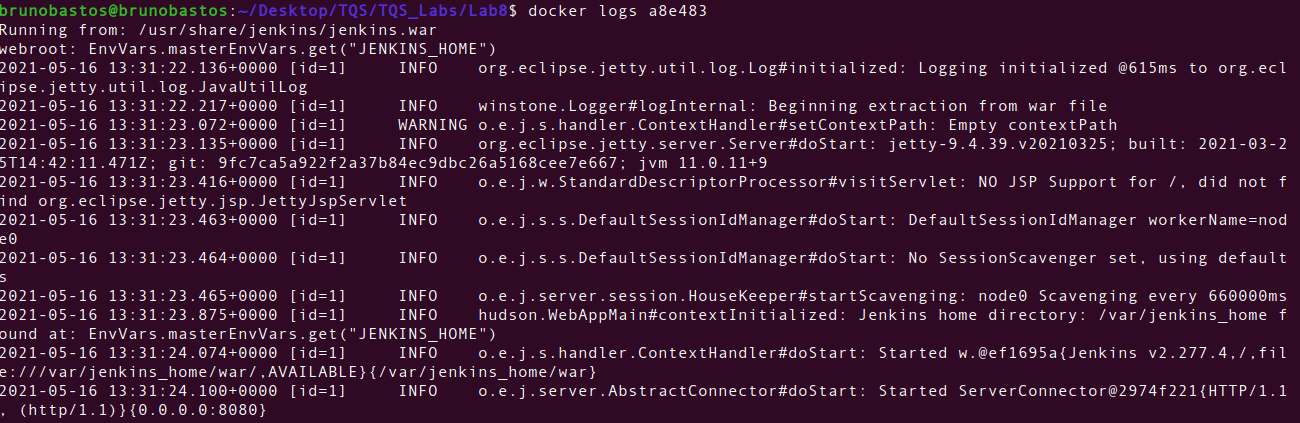 brunobastos@brunobastos:~/Desktop/TQS/TQS_Labs/Lab8$ docker logs a8e483
Running from: /usr/share/jenkins/jenkins.war
webroot: EnvVars.masterEnvVars.get("JENKINS_HOME")
2021-05-16 13:31:22.136+0000 [id=1]     INFO    org.eclipse.jetty.util.log.Log#initialized: Logging initialized @615ms to org.ecl
ipse.jetty.util.log.JavaUtilLog
2021-05-16 13:31:22.217+0000 [id=1]     INFO    winstone.Logger#logInternal: Beginning extraction from war file
2021-05-16 13:31:23.072+0000 [id=1]     WARNING o.e.j.s.handler.ContextHandler#setContextPath: Empty contextPath
2021-05-16 13:31:23.135+0000 [id=1]     INFO    org.eclipse.jetty.server.Server#doStart: jetty-9.4.39.v20210325; built: 2021-03-2
5T14:42:11.471Z; git: 9fc7ca5a922f2a37b84ec9dbc26a5168cee7e667; jvm 11.0.11+9
2021-05-16 13:31:23.416+0000 [id=1]     INFO    o.e.j.w.StandardDescriptorProcessor#visitServlet: NO JSP Support for /, did not f
ind org.eclipse.jetty.jsp.JettyJspServlet
2021-05-16 13:31:23.463+0000 [id=1]     INFO    o.e.j.s.s.DefaultSessionIdManager#doStart: DefaultSessionIdManager workerName=nod
e0
2021-05-16 13:31:23.464+0000 [id=1]     INFO    o.e.j.s.s.DefaultSessionIdManager#doStart: No SessionScavenger set, using default
s
2021-05-16 13:31:23.465+0000 [id=1]     INFO    o.e.j.server.session.HouseKeeper#startScavenging: node0 Scavenging every 660000ms
2021-05-16 13:31:23.875+0000 [id=1]     INFO    hudson.WebAppMain#contextInitialized: Jenkins home directory: /var/jenkins_home f
ound at: EnvVars.masterEnvVars.get("JENKINS_HOME")
2021-05-16 13:31:24.074+0000 [id=1]     INFO    o.e.j.s.handler.ContextHandler#doStart: Started w.@ef1695a{Jenkins v2.277.4,/,fil
e:///var/jenkins_home/war/,AVAILABLE}{/var/jenkins_home/war}
2021-05-16 13:31:24.100+0000 [id=1]     INFO    o.e.j.server.AbstractConnector#doStart: Started ServerConnector@2974f221{HTTP/1.1
, (http/1.1)}{0.0.0.0:8080}